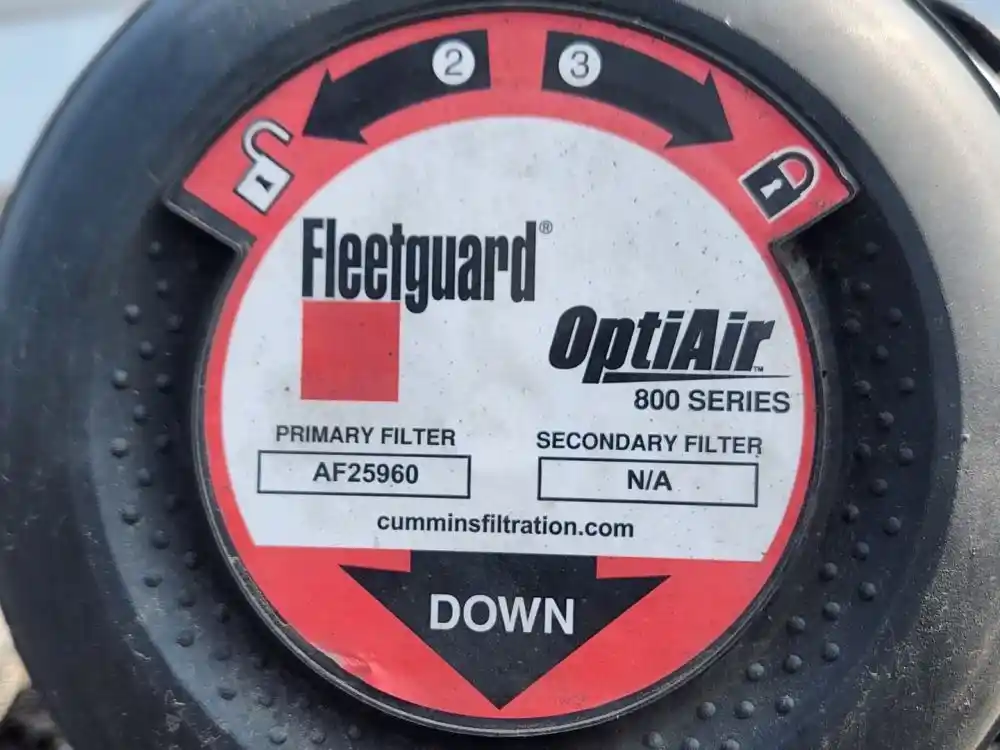 2 3
Fleetguard®
OptiAir™
800 SERIES
PRIMARY FILTER
AF25960
SECONDARY FILTER
N/A
cumminsfiltration.com
DOWN